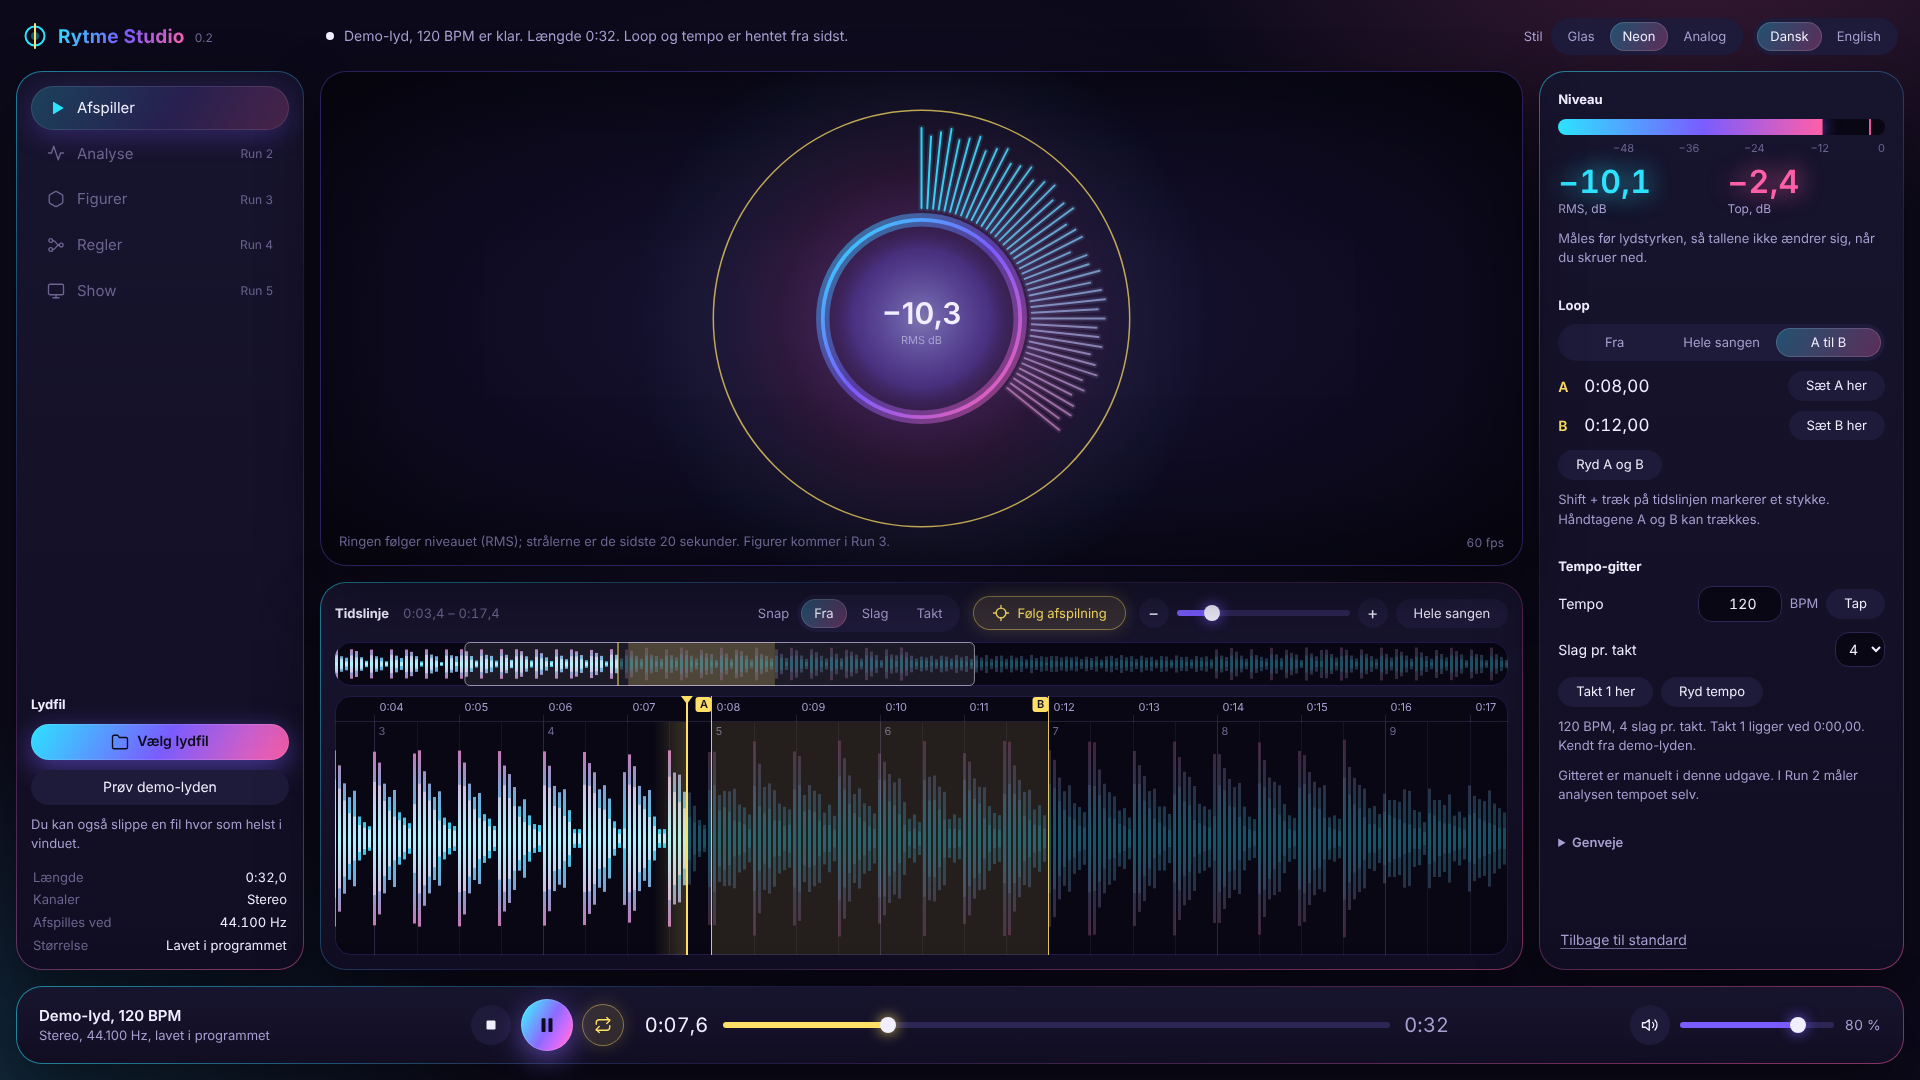 Rytme Studio 0.2
Demo-lyd, 120 BPM er klar. Længde 0:32. Loop og tempo er hentet fra sidst.
Stil Glas Neon Analog Dansk English
Afspiller
Analyse Run 2
Figurer Run 3
Regler Run 4
Show Run 5
Lydfil
Vælg lydfil
Prøv demo-lyden
Du kan også slippe en fil hvor som helst i
vinduet.
Længde 0:32,0
Kanaler Stereo
Afspilles ved 44.100 Hz
Størrelse Lavet i programmet
−10,3
RMS dB
Ringen følger niveauet (RMS); strålerne er de sidste 20 sekunder. Figurer kommer i Run 3.
60 fps
Tidslinje 0:03,4 – 0:17,4
Snap Fra Slag Takt Følg afspilning − + Hele sangen
0:04 0:05 0:06 0:07 A 0:08 0:09 0:10 0:11 B 0:12 0:13 0:14 0:15 0:16 0:17
3 4 5 6 7 8 9
Niveau
−48 −36 −24 −12 0
−10,1 −2,4
RMS, dB Top, dB
Måles før lydstyrken, så tallene ikke ændrer sig, når
du skruer ned.
Loop
Fra Hele sangen A til B
A 0:08,00 Sæt A her
B 0:12,00 Sæt B her
Ryd A og B
Shift + træk på tidslinjen markerer et stykke.
Håndtagene A og B kan trækkes.
Tempo-gitter
Tempo 120 BPM Tap
Slag pr. takt 4
Takt 1 her Ryd tempo
120 BPM, 4 slag pr. takt. Takt 1 ligger ved 0:00,00.
Kendt fra demo-lyden.
Gitteret er manuelt i denne udgave. I Run 2 måler
analysen tempoet selv.
Genveje
Tilbage til standard
Demo-lyd, 120 BPM
Stereo, 44.100 Hz, lavet i programmet
0:07,6 0:32
80 %